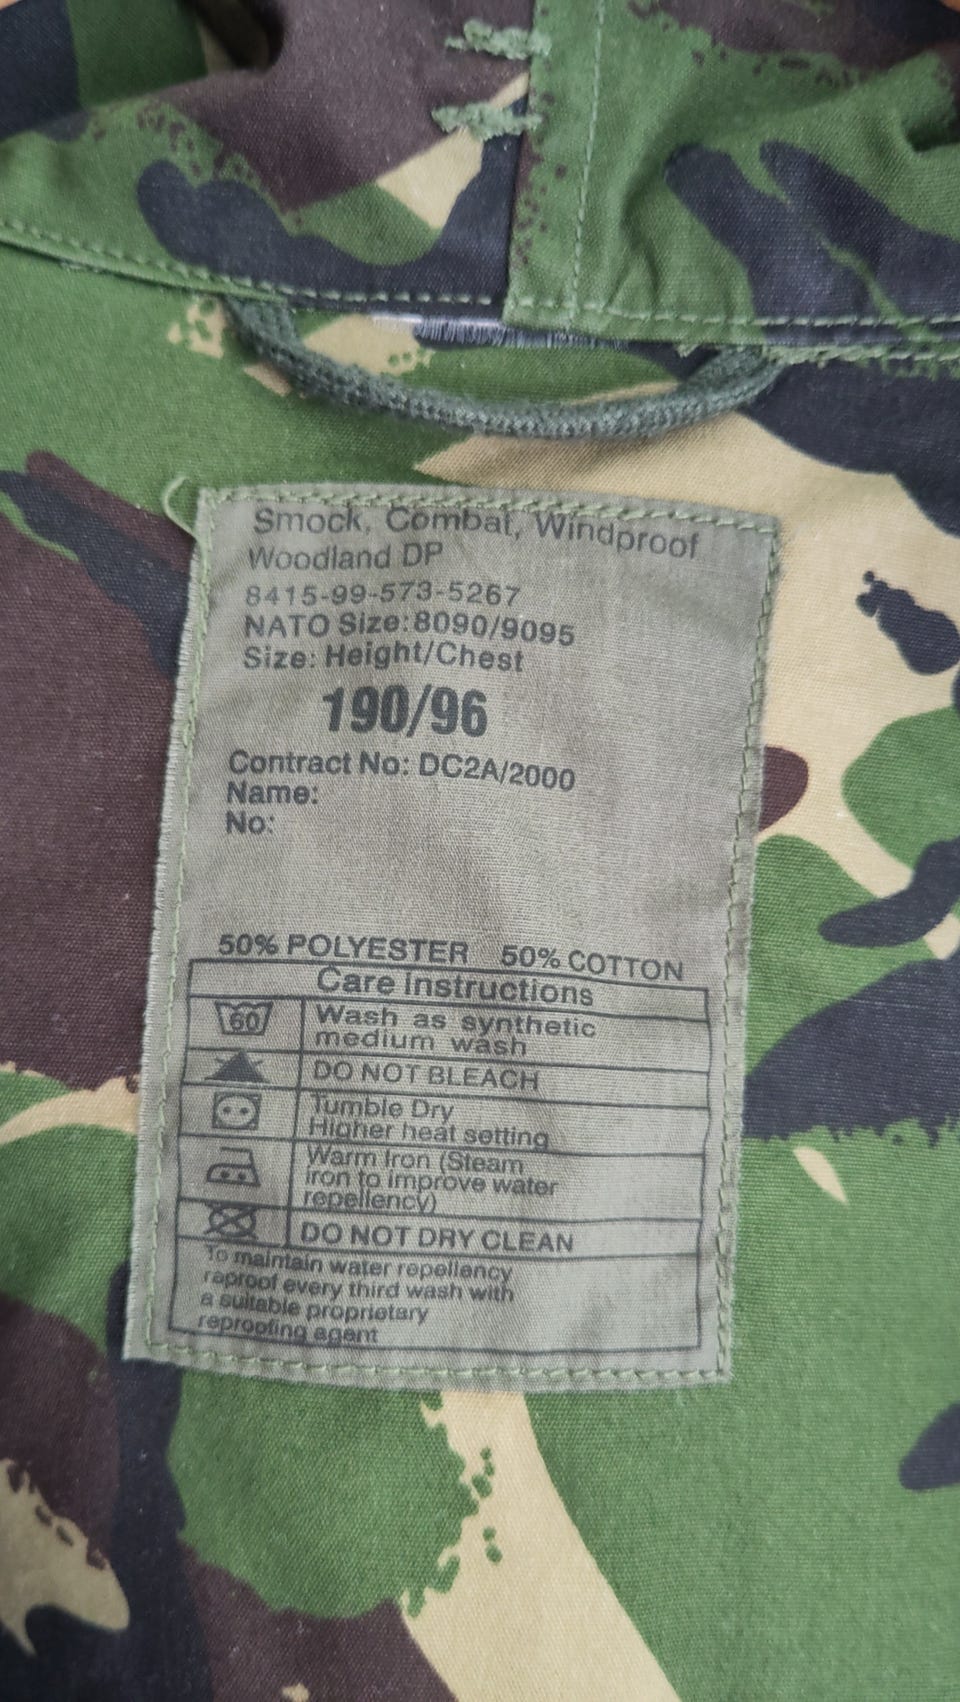 Smock, Combat, Windproof
Woodland DP
8415-99-573-5267
NATO Size:8090/9095
Size: Height/Chest
190/96
Contract No: DC2A/2000
Name:
No:
50% POLYESTER 50% COTTON
Care Instructions
60
Wash as synthetic
medium wash
DO NOT BLEACH
Tumble Dry
Higher heat setting
Warm Iron (Steam
iron to improve water
repellency)
DO NOT DRY CLEAN
To maintain water repellency
raproof every third wash with
a suitable proprietary
reproofing agent